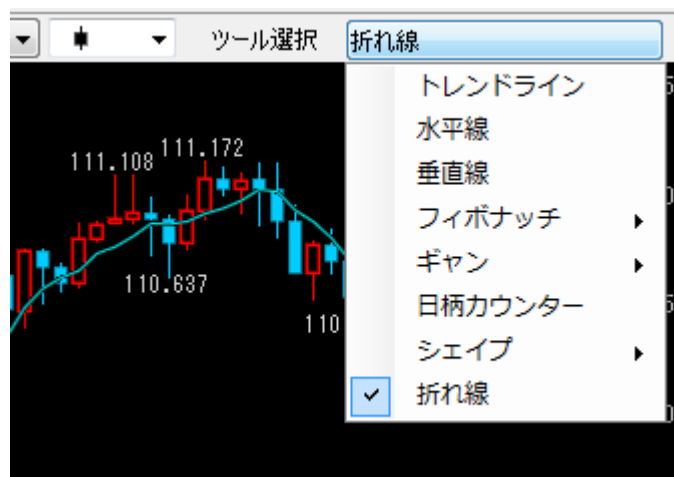 ツール選択 折れ線
トレンドライン
水平線
垂直線
フィボナッチ
ギャン
日柄カウンター
シェイプ
折れ線
111.108
111.172
110.637
110